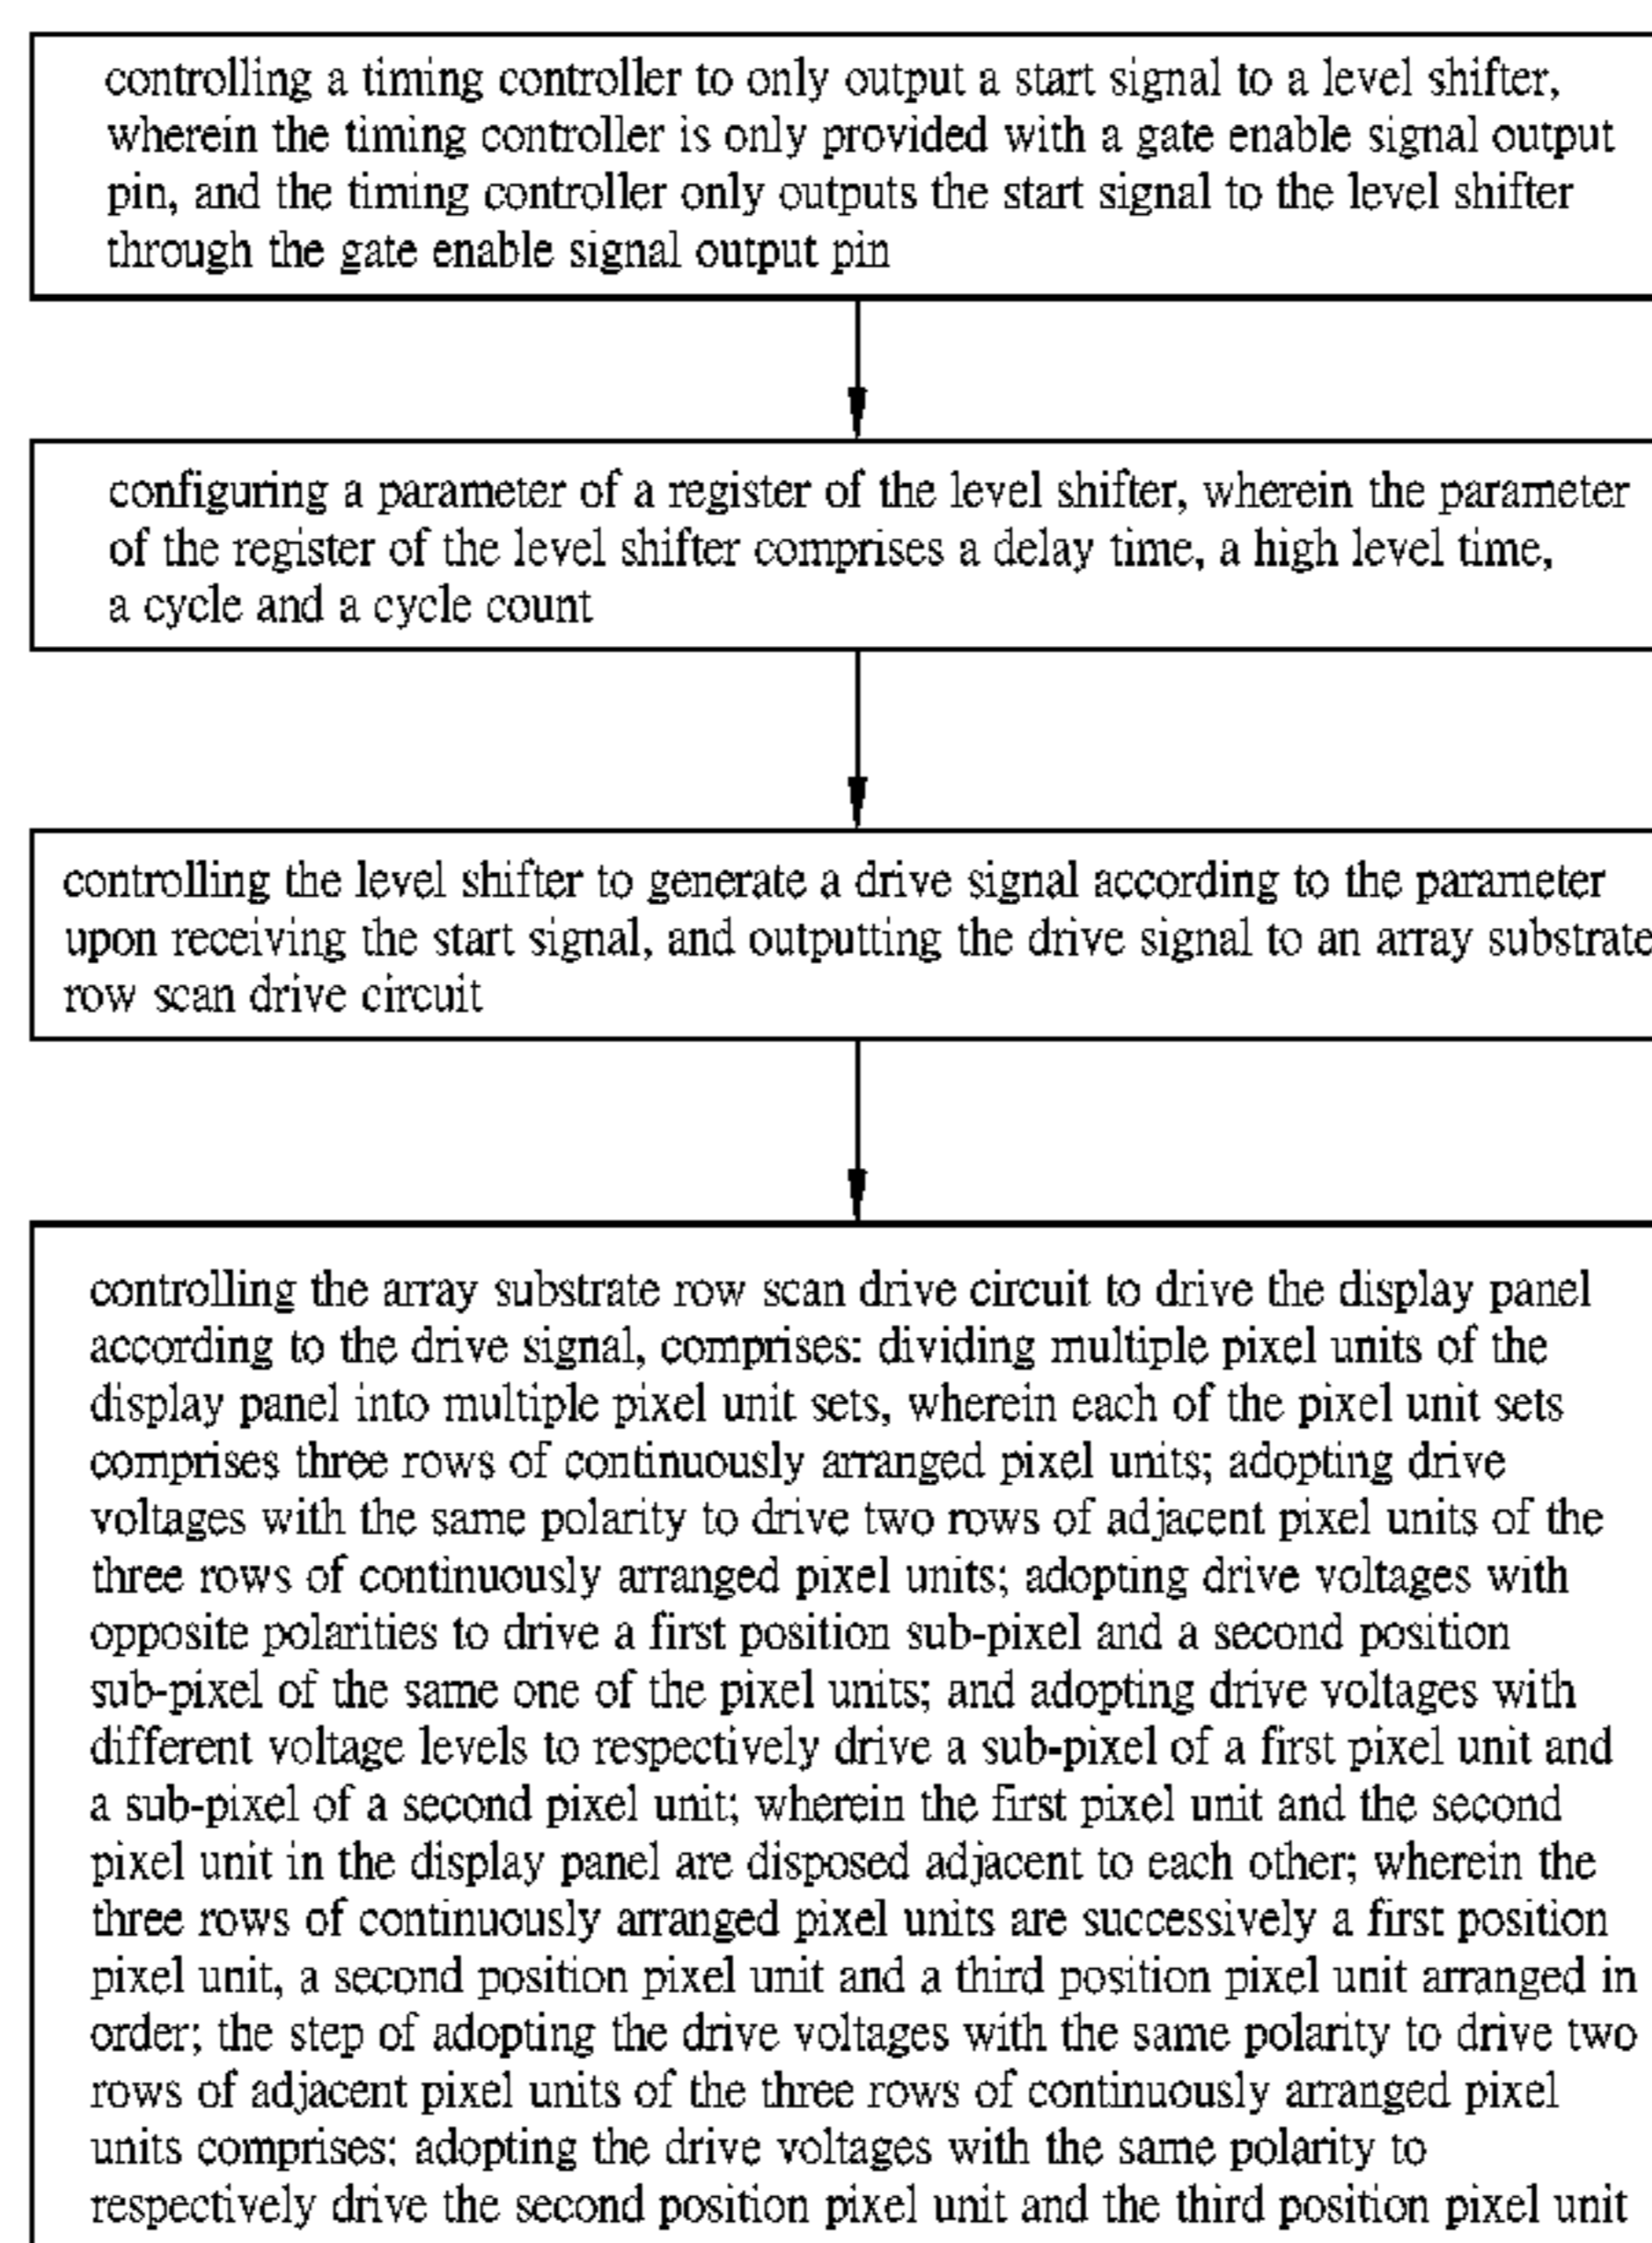 controlling a timing controller to only output a start signal to a level shifter,
wherein the timing controller is only provided with a gate enable signal output
pin, and the timing controller only outputs the start signal to the level shifter
through the gate enable signal output pin
configuring a parameter of a register of the level shifter, wherein the parameter
of the register of the level shifter comprises a delay time, a high level time,
a cycle and a cycle count
controlling the level shifter to generate a drive signal according to the parameter
upon receiving the start signal, and outputting the drive signal to an array substrate
row scan drive circuit
controlling the array substrate row scan drive circuit to drive the display panel
according to the drive signal, comprises: dividing multiple pixel units of the
display panel into multiple pixel unit sets, wherein each of the pixel unit sets
comprises three rows of continuously arranged pixel units; adopting drive
voltages with the same polarity to drive two rows of adjacent pixel units of the
three rows of continuously arranged pixel units; adopting drive voltages with
opposite polarities to drive a first position sub-pixel and a second position
sub-pixel of the same one of the pixel units; and adopting drive voltages with
different voltage levels to respectively drive a sub-pixel of a first pixel unit and
a sub-pixel of a second pixel unit; wherein the first pixel unit and the second
pixel unit in the display panel are disposed adjacent to each other; wherein the
three rows of continuously arranged pixel units are successively a first position
pixel unit, a second position pixel unit and a third position pixel unit arranged in
order; the step of adopting the drive voltages with the same polarity to drive two
rows of adjacent pixel units of the three rows of continuously arranged pixel
units comprises: adopting the drive voltages with the same polarity to
respectively drive the second position pixel unit and the third position pixel unit